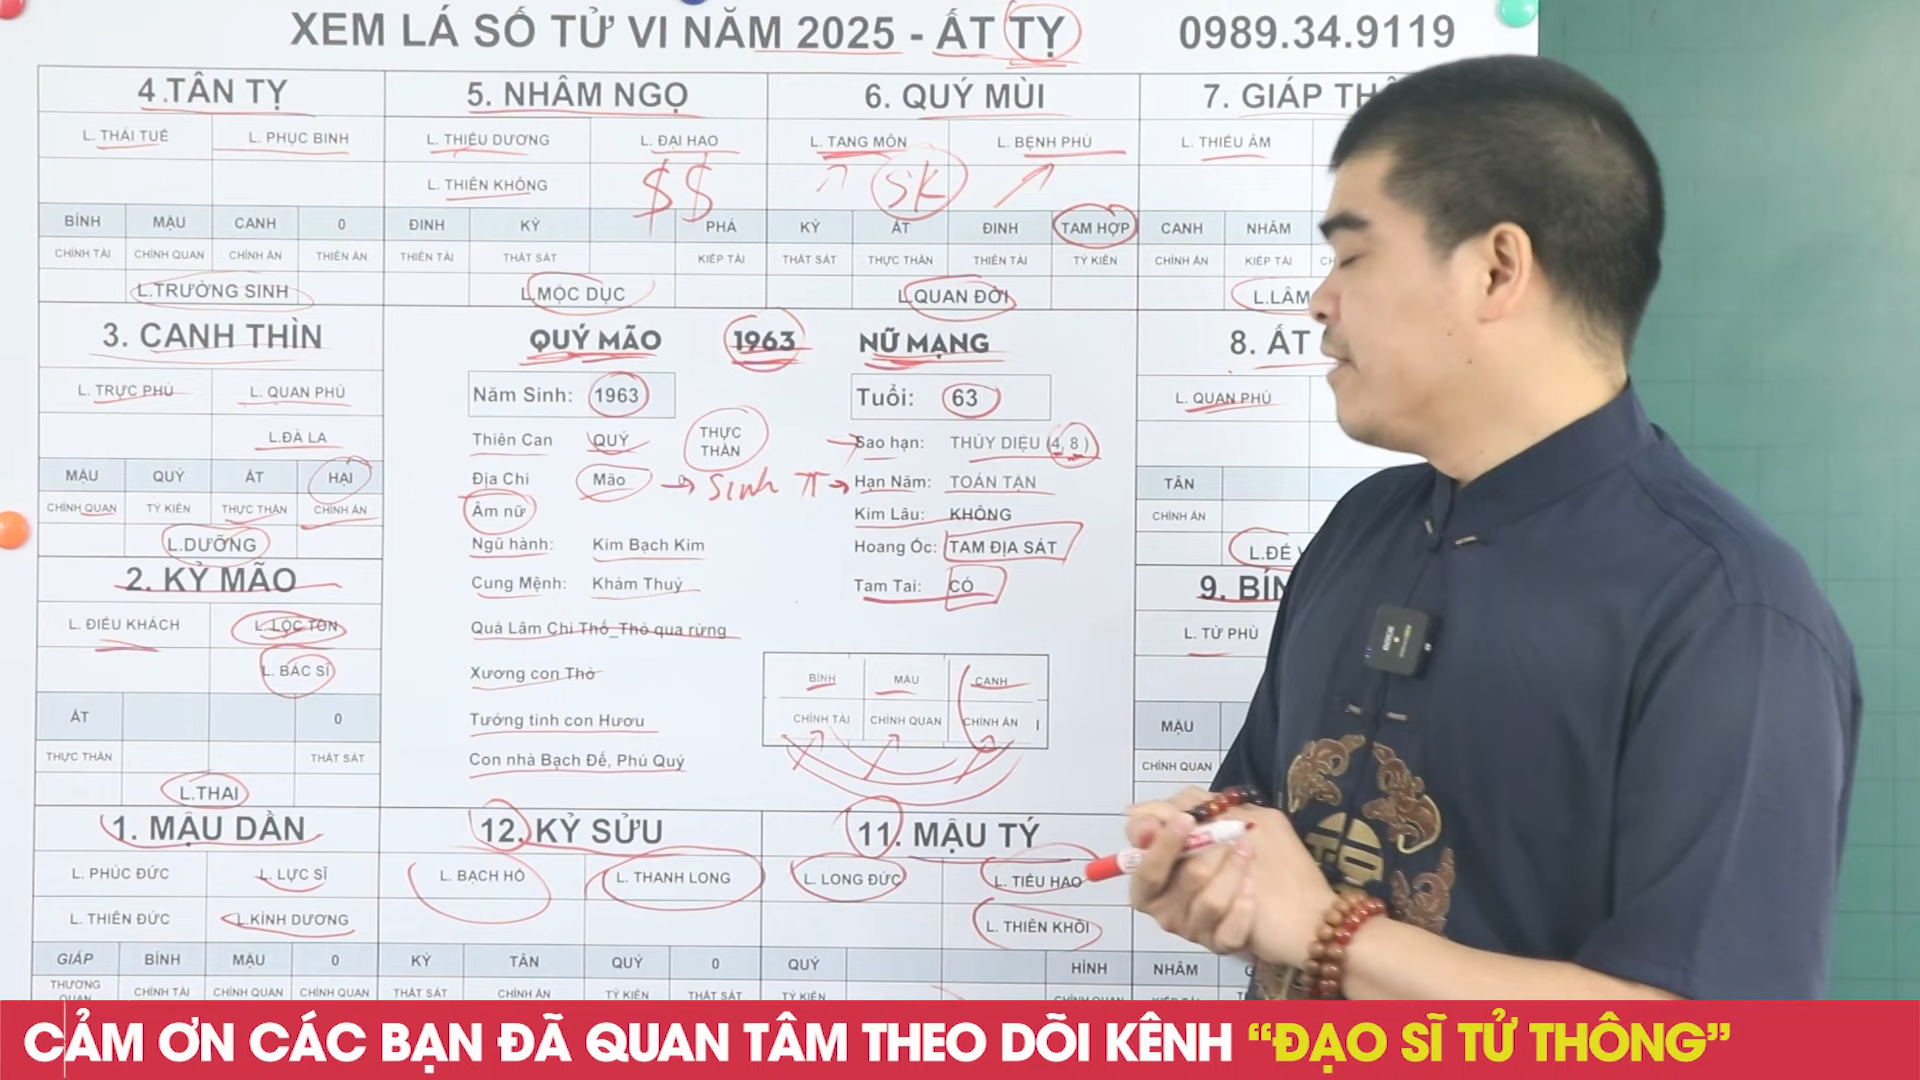 XEM LÁ SỐ TỬ VI NĂM 2025 - ẤT TỴ 0989.34.9119
4.TÂN TỴ
L. THÁI TUẾ L. PHỤC BINH
BÍNH MẬU CANH 0
CHÍNH TÀI CHÍNH QUAN CHÍNH ẤN THIÊN ẤN
L.TRƯỜNG SINH
5. NHÂM NGỌ
L. THIẾU DƯƠNG L. ĐẠI HAO
L. THIÊN KHÔNG $$
ĐINH KỶ PHÁ
THIÊN TÀI THẤT SÁT KIẾP TÀI
L.MỘC DỤC
6. QUÝ MÙI
L. TANG MÔN L. BỆNH PHÙ
SK
KỶ ẤT ĐINH TAM HỢP
THẤT SÁT THỰC THẦN THIÊN TÀI TỶ KIÊN
L.QUAN ĐỚI
7. GIÁP
L. THIẾU ÂM
CANH NHÂM
CHÍNH ẤN KIẾP TÀI
L.LÂM
3. CANH THÌN
L. TRỰC PHÙ L. QUAN PHÚ
L.ĐÀ LA
MẬU QUÝ ẤT HẠI
CHÍNH QUAN TỶ KIÊN THỰC THẦN CHÍNH ẤN
L.DƯỠNG
QUÝ MÃO 1963 NỮ MẠNG
Năm Sinh: 1963 Tuổi: 63
Thiên Can QUÝ THỰC THẦN Sao hạn: THỦY DIỆU (4, 8 )
Địa Chi Mão Sinh Hạn Năm: TOÁN TẬN
Âm nữ Kim Lâu: KHÔNG
Ngũ hành: Kim Bạch Kim Hoang Ốc: TAM ĐỊA SÁT
Cung Mệnh: Khảm Thuỷ Tam Tai: CÓ
Quá Lâm Chi Thố_Thỏ qua rừng
Xương con Thỏ
Tướng tinh con Hươu
Con nhà Bạch Đế, Phú Quý
BÍNH MẬU CANH
CHÍNH TÀI CHÍNH QUAN CHÍNH ẤN
8. ẤT
L. QUAN PHÙ
TÂN
CHÍNH ẤN
L.ĐẾ
2. KỶ MÃO
L. ĐIẾU KHÁCH L. LỘC TỒN
L. BÁC SĨ
ẤT 0
THỰC THẦN THẤT SÁT
L.THAI
9. BÍN
L. TỬ PHÙ
MẬU
CHÍNH QUAN
1. MẬU DẦN
L. PHÚC ĐỨC L. LỰC SĨ
L. THIÊN ĐỨC L.KÌNH DƯƠNG
GIÁP BÍNH MẬU 0
THƯƠNG QUAN CHÍNH TÀI CHÍNH QUAN CHÍNH QUAN
12. KỶ SỬU
L. BẠCH HỔ L. THANH LONG
KỶ TÂN QUÝ 0
THẤT SÁT CHÍNH ẤN TỶ KIÊN THẤT SÁT
11. MẬU TÝ
L. LONG ĐỨC L. TIỂU HAO
L. THIÊN KHÔI
QUÝ HÌNH
TỶ KIÊN CHÍNH QUAN
NHÂM
KIẾP TÀI
CẢM ƠN CÁC BẠN ĐÃ QUAN TÂM THEO DÕI KÊNH “ĐẠO SĨ TỬ THÔNG”